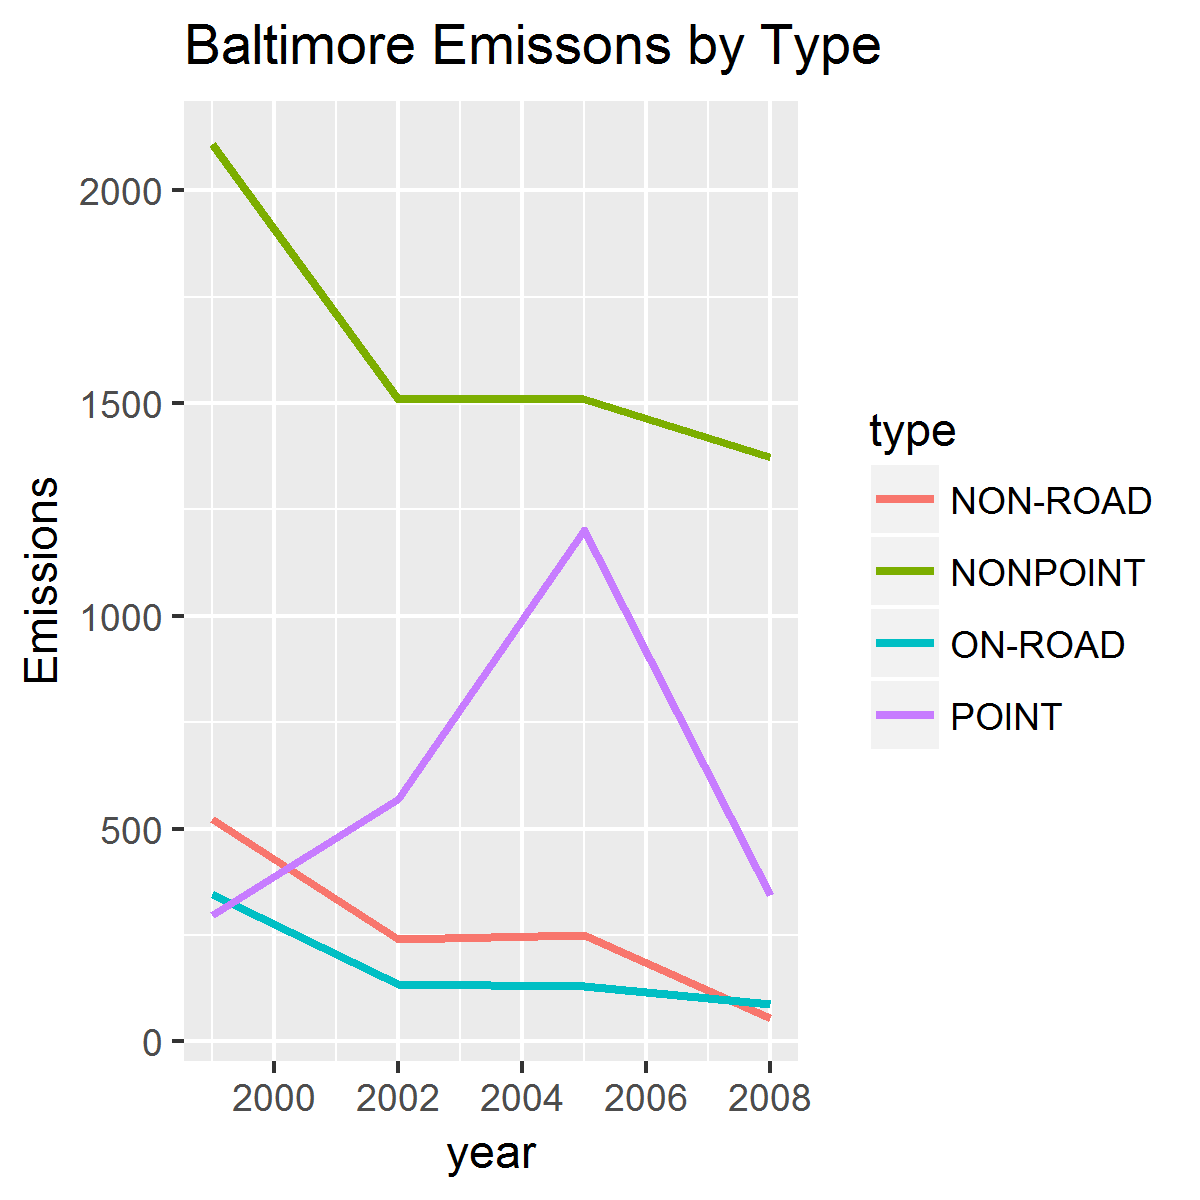 Baltimore Emissons by Type
Emissions
2000
1500
1000
500
0
2000 2002 2004 2006 2008
year
type
NON-ROAD
NONPOINT
ON-ROAD
POINT